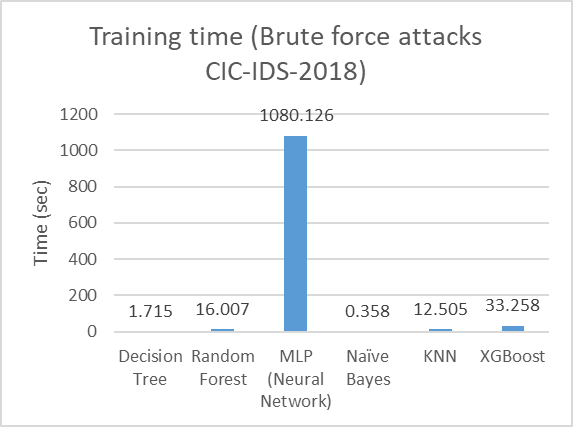 Training time (Brute force attacks
CIC-IDS-2018)
Time (sec)
1200
1000
800
600
400
200
0
1.715
16.007
1080.126
0.358
12.505
33.258
Decision
Tree
Random
Forest
MLP
(Neural
Network)
Naïve
Bayes
KNN
XGBoost